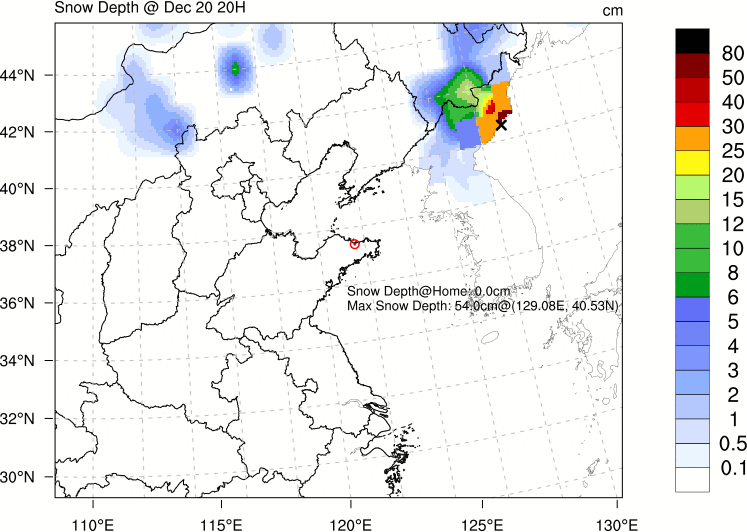 Snow Depth @ Dec 20 20H
cm
44°N
42°N
40°N
38°N
36°N
34°N
32°N
30°N
Snow Depth@Home: 0.0cm
Max Snow Depth: 54.0cm@(129.08E, 40.53N)
110°E
115°E
120°E
125°E
130°E
80
50
40
30
25
20
15
12
10
8
6
5
4
3
2
1
0.5
0.1